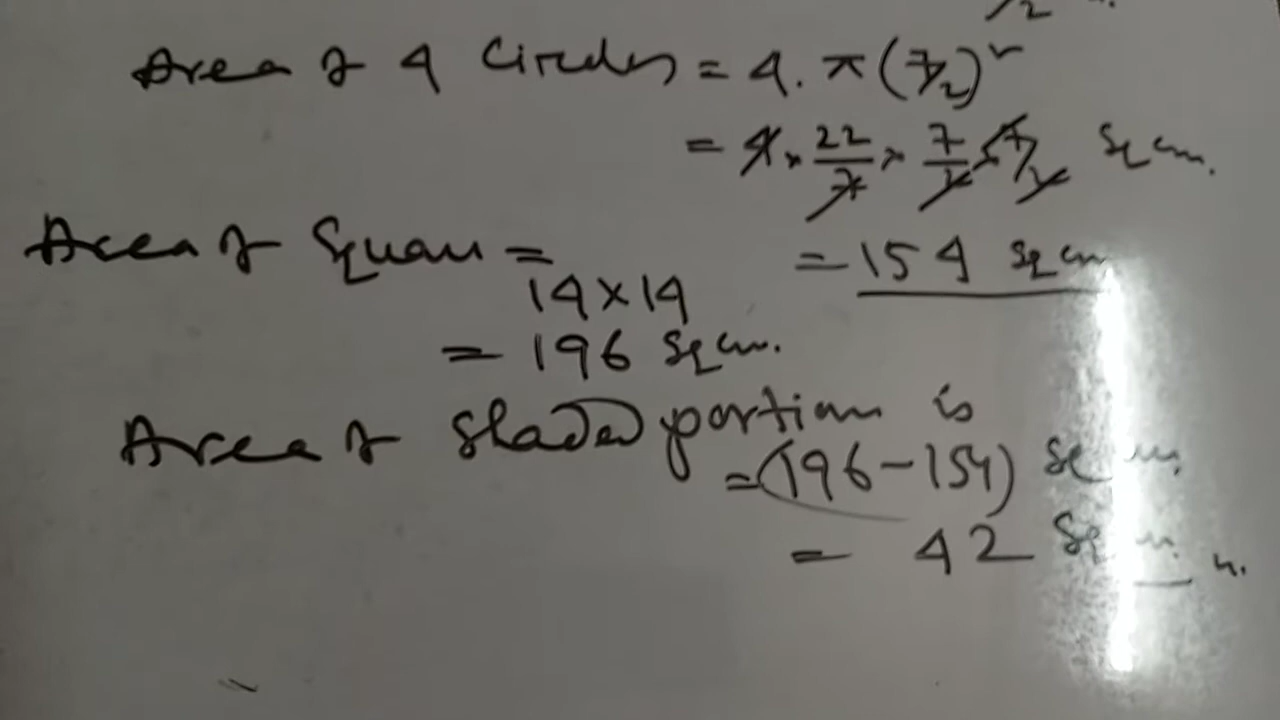 Area of 4 Circles = 4. π (7/2)²
= 4 × 22/7 × 7/2 × 7/2 Sq cm.
Area of Square =
14 × 14
= 154 sq cm
= 196 Sq cm.
Area of shaded portion is
= (196 - 154) Sq cm.
= 42 Sq cm.